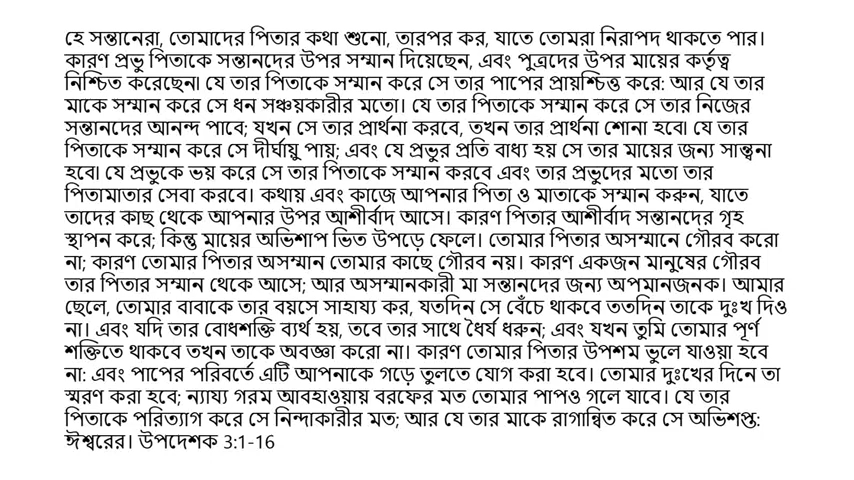 হে সন্তানেরা, তোমাদের পিতার কথা শুনো, তারপর কর, যাতে তোমরা নিরাপদ থাকতে পার।
কারণ প্রভু পিতাকে সন্তানদের উপর সম্মান দিয়েছেন, এবং পুত্রদের উপর মায়ের কর্তৃত্ব
নিশ্চিত করেছেন৷ যে তার পিতাকে সম্মান করে সে তার পাপের প্রায়শ্চিত্ত করে: আর যে তার
মাকে সম্মান করে সে ধন সঞ্চয়কারীর মতো। যে তার পিতাকে সম্মান করে সে তার নিজের
সন্তানদের আনন্দ পাবে; যখন সে তার প্রার্থনা করবে, তখন তার প্রার্থনা শোনা হবে৷ যে তার
পিতাকে সম্মান করে সে দীর্ঘায়ু পায়; এবং যে প্রভুর প্রতি বাধ্য হয় সে তার মায়ের জন্য সান্ত্বনা
হবে৷ যে প্রভুকে ভয় করে সে তার পিতাকে সম্মান করবে এবং তার প্রভুদের মতো তার
পিতামাতার সেবা করবে। কথায় এবং কাজে আপনার পিতা ও মাতাকে সম্মান করুন, যাতে
তাদের কাছ থেকে আপনার উপর আশীর্বাদ আসে। কারণ পিতার আশীর্বাদ সন্তানদের গৃহ
স্থাপন করে; কিন্তু মায়ের অভিশাপ ভিত উপড়ে ফেলে। তোমার পিতার অসম্মানে গৌরব করো
না; কারণ তোমার পিতার অসম্মান তোমার কাছে গৌরব নয়। কারণ একজন মানুষের গৌরব
তার পিতার সম্মান থেকে আসে; আর অসম্মানকারী মা সন্তানদের জন্য অপমানজনক। আমার
ছেলে, তোমার বাবাকে তার বয়সে সাহায্য কর, যতদিন সে বেঁচে থাকবে ততদিন তাকে দুঃখ দিও
না। এবং যদি তার বোধশক্তি ব্যর্থ হয়, তবে তার সাথে ধৈর্য ধরুন; এবং যখন তুমি তোমার পূর্ণ
শক্তিতে থাকবে তখন তাকে অবজ্ঞা করো না। কারণ তোমার পিতার উপশম ভুলে যাওয়া হবে
না: এবং পাপের পরিবর্তে এটি আপনাকে গড়ে তুলতে যোগ করা হবে। তোমার দুঃখের দিনে তা
স্মরণ করা হবে; ন্যায্য গরম আবহাওয়ায় বরফের মত তোমার পাপও গলে যাবে। যে তার
পিতাকে পরিত্যাগ করে সে নিন্দাকারীর মত; আর যে তার মাকে রাগান্বিত করে সে অভিশপ্ত:
ঈশ্বরের। উপদেশক 3:1-16